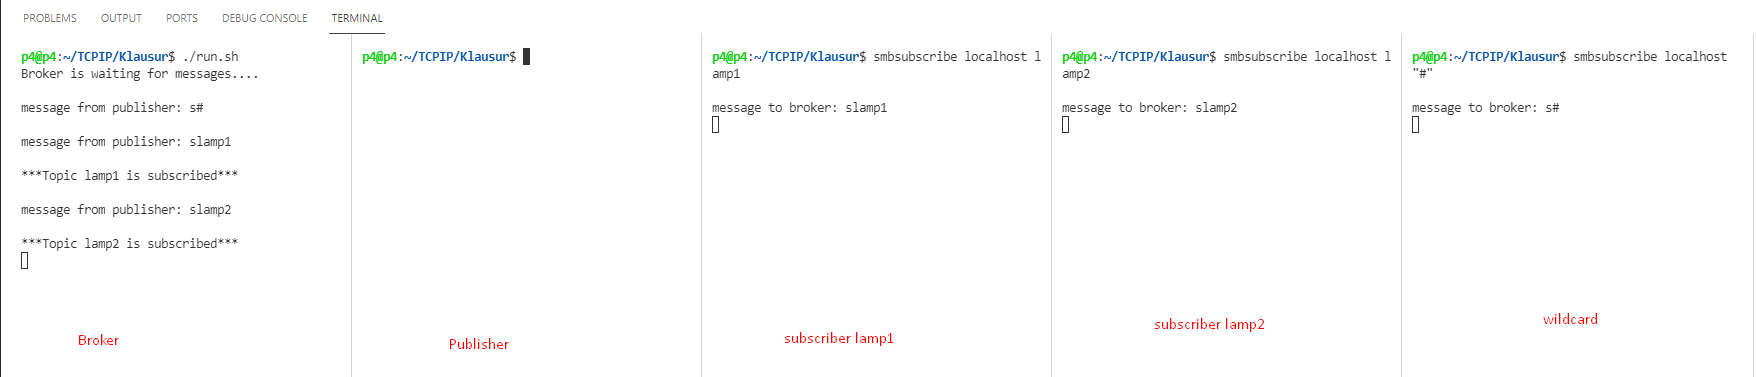 PROBLEMS OUTPUT PORTS DEBUG CONSOLE TERMINAL
p4@p4:~/TCPIP/Klausur$ ./run.sh
Broker is waiting for messages....
message from publisher: s#
message from publisher: slamp1
***Topic lamp1 is subscribed***
message from publisher: slamp2
***Topic lamp2 is subscribed***
Broker
p4@p4:~/TCPIP/Klausur$
Publisher
p4@p4:~/TCPIP/Klausur$ smbsubscribe localhost l
amp1
message to broker: slamp1
subscriber lamp1
p4@p4:~/TCPIP/Klausur$ smbsubscribe localhost l
amp2
message to broker: slamp2
subscriber lamp2
p4@p4:~/TCPIP/Klausur$ smbsubscribe localhost
"#"
message to broker: s#
wildcard